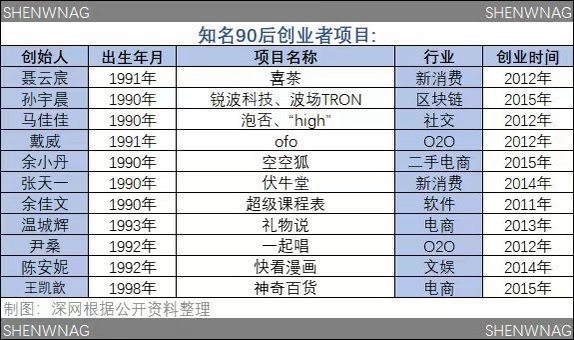 SHENWNAG SHENWNAG
知名90后创业者项目:
创始人 出生年月 项目名称 行业 创业时间
聂云宸 1991年 喜茶 新消费 2012年
孙宇晨 1990年 锐波科技、波场TRON 区块链 2015年
马佳佳 1990年 泡否、“high” 社交 2012年
戴威 1991年 ofo O2O 2012年
余小丹 1990年 空空狐 二手电商 2015年
张天一 1990年 伏牛堂 新消费 2014年
余佳文 1990年 超级课程表 软件 2011年
温城辉 1993年 礼物说 电商 2013年
尹桑 1992年 一起唱 O2O 2012年
陈安妮 1992年 快看漫画 文娱 2014年
王凯歆 1998年 神奇百货 电商 2015年
制图：深网根据公开资料整理
SHENWNAG SHENWNAG